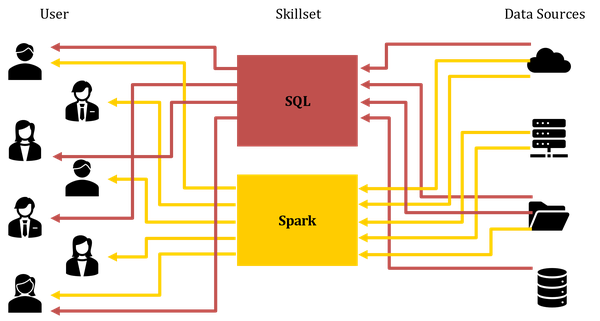 User
Skillset
Data Sources
SQL
Spark